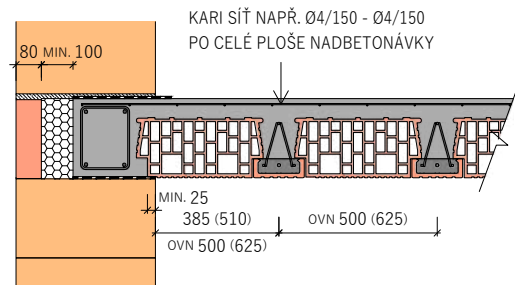 KARI SÍŤ NAPŘ. Ø4/150 - Ø4/150
PO CELÉ PLOŠE NADBETONÁVKY
80 MIN. 100
MIN. 25
385 (510)
OVN 500 (625)
OVN 500 (625)